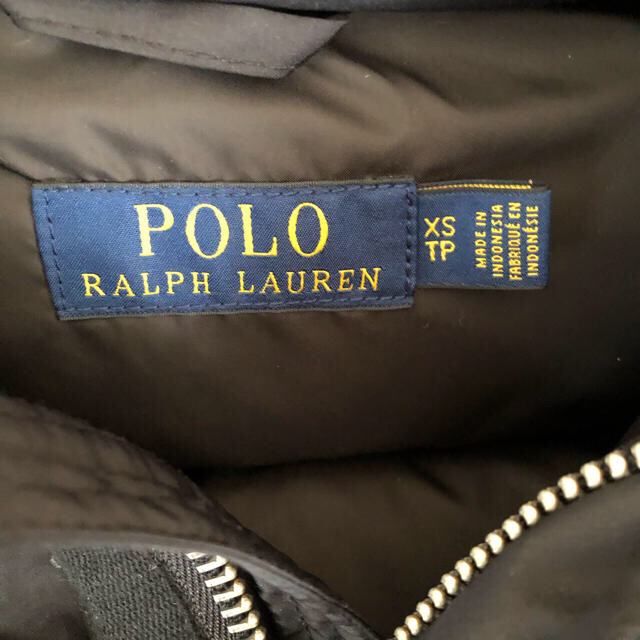 POLO
RALPH LAUREN
XS
TP
MADE IN
INDONESIA
FABRIQUÉ EN
INDONÉSIE